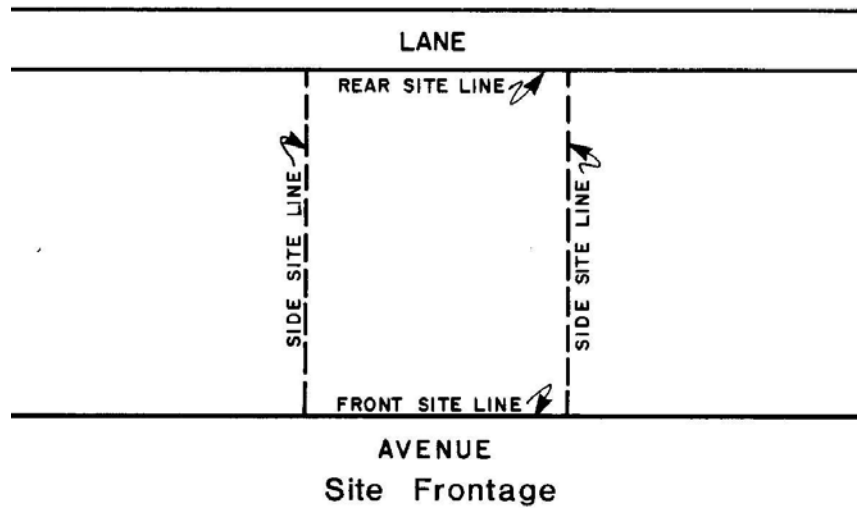 LANE
REAR SITE LINE
SIDE SITE LINE
SIDE SITE LINE
FRONT SITE LINE
AVENUE
Site Frontage